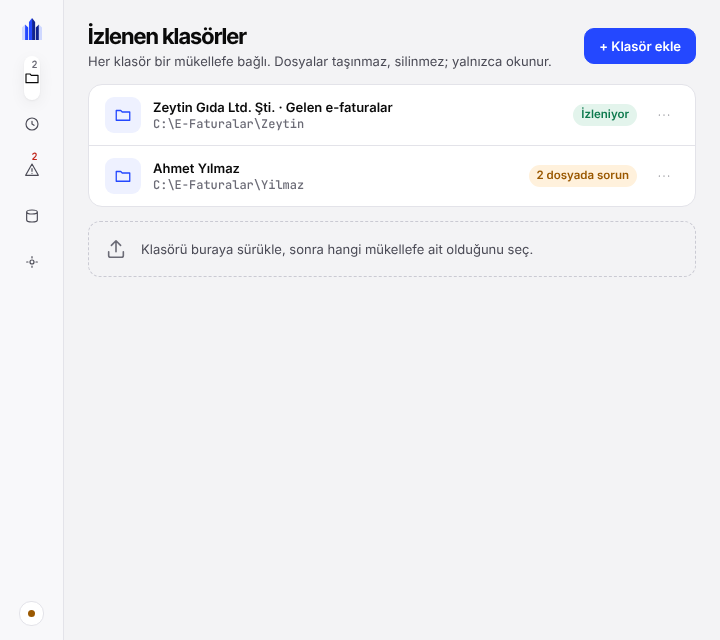 İzlenen klasörler
Her klasör bir mükellefe bağlı. Dosyalar taşınmaz, silinmez; yalnızca okunur.
+ Klasör ekle
2
2
Zeytin Gıda Ltd. Şti. · Gelen e-faturalar
C:\E-Faturalar\Zeytin
İzleniyor
Ahmet Yılmaz
C:\E-Faturalar\Yilmaz
2 dosyada sorun
Klasörü buraya sürükle, sonra hangi mükellefe ait olduğunu seç.